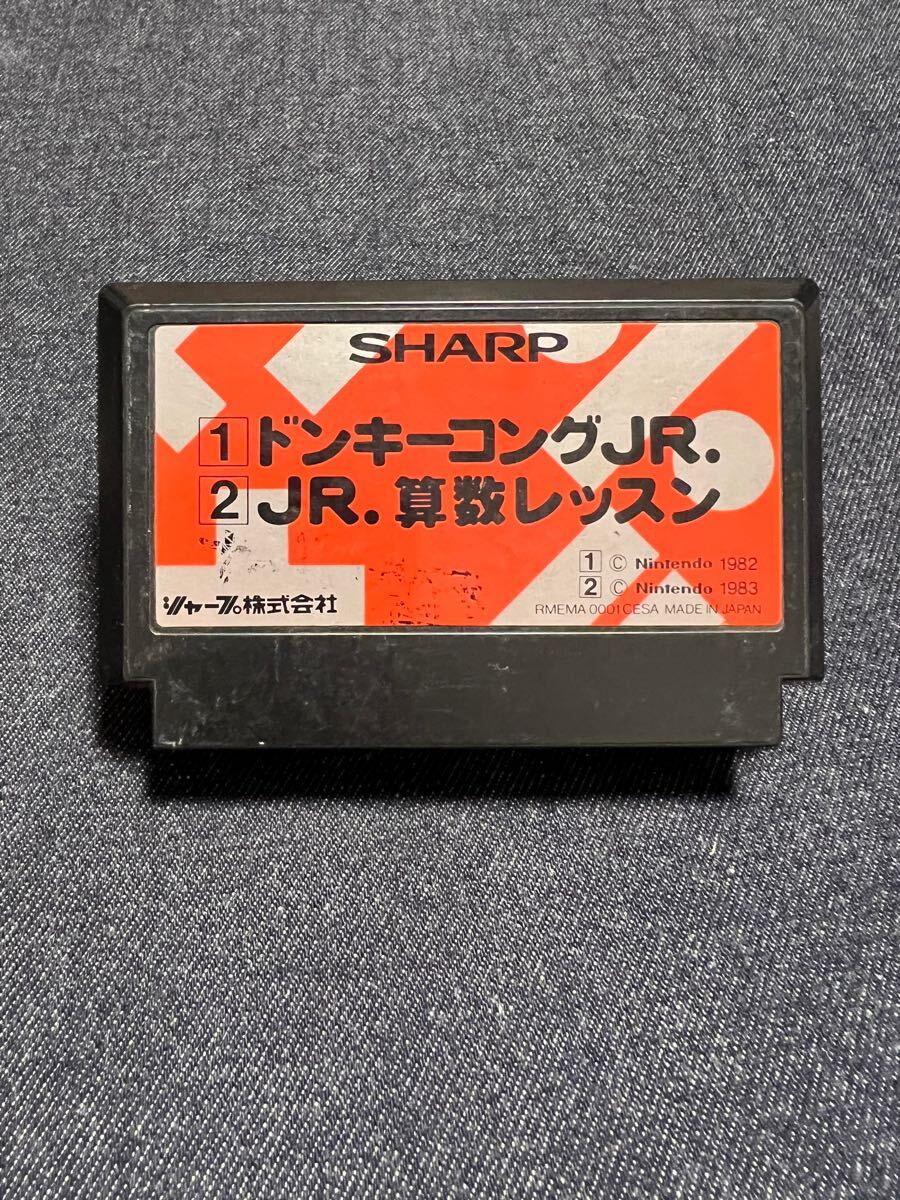 SHARP
1 ドンキーコングJR.
2 JR.算数レッスン
1 © Nintendo 1982
2 © Nintendo 1983
シャープ株式会社
RMEMA 0001CESA MADE IN JAPAN